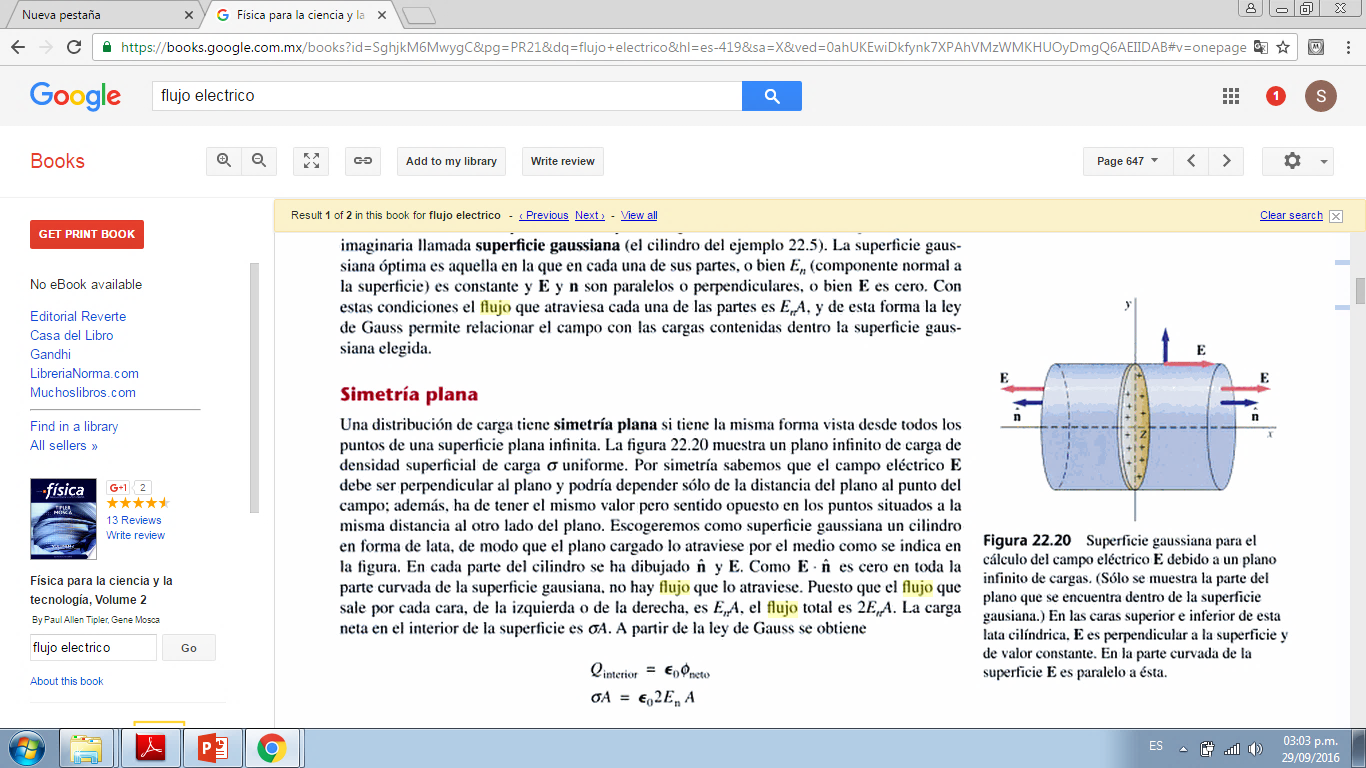 Nueva pestaña
Física para la ciencia y la
https://books.google.com.mx/books?id=SghjkM6MwygC&pg=PR21&dq=flujo+electrico&hl=es-419&sa=X&ved=0ahUKEwiDkfynk7XPAhVMzWMKHUOyDmgQ6AEIIDAB#v=onepage
Google
flujo electrico
1
S
Books
Add to my library
Write review
Page 647
GET PRINT BOOK
No eBook available
Editorial Reverte
Casa del Libro
Gandhi
LibreriaNorma.com
Muchoslibros.com
Find in a library
All sellers »
física
TIPLER
MOSCA
G+1 2
13 Reviews
Write review
Física para la ciencia y la
tecnología, Volume 2
By Paul Allen Tipler, Gene Mosca
flujo electrico
Go
About this book
Result 1 of 2 in this book for flujo electrico - ‹ Previous Next › - View all
Clear search
imaginaria llamada superficie gaussiana (el cilindro del ejemplo 22.5). La superficie gaus-
siana óptima es aquella en la que en cada una de sus partes, o bien Eₙ (componente normal a
la superficie) es constante y E y n son paralelos o perpendiculares, o bien E es cero. Con
estas condiciones el flujo que atraviesa cada una de las partes es EₙA, y de esta forma la ley
de Gauss permite relacionar el campo con las cargas contenidas dentro la superficie gaus-
siana elegida.
Simetría plana
Una distribución de carga tiene simetría plana si tiene la misma forma vista desde todos los
puntos de una superficie plana infinita. La figura 22.20 muestra un plano infinito de carga de
densidad superficial de carga σ uniforme. Por simetría sabemos que el campo eléctrico E
debe ser perpendicular al plano y podría depender sólo de la distancia del plano al punto del
campo; además, ha de tener el mismo valor pero sentido opuesto en los puntos situados a la
misma distancia al otro lado del plano. Escogeremos como superficie gaussiana un cilindro
en forma de lata, de modo que el plano cargado lo atraviese por el medio como se indica en
la figura. En cada parte del cilindro se ha dibujado n̂ y E. Como E · n̂ es cero en toda la
parte curvada de la superficie gausiana, no hay flujo que lo atraviese. Puesto que el flujo que
sale por cada cara, de la izquierda o de la derecha, es EₙA, el flujo total es 2EₙA. La carga
neta en el interior de la superficie es σA. A partir de la ley de Gauss se obtiene
Q interior = ϵ₀ϕ neto
σA = ϵ₀2Eₙ A
y
E
E
E
n̂
n̂
z
x
Figura 22.20 Superficie gaussiana para el
cálculo del campo eléctrico E debido a un plano
infinito de cargas. (Sólo se muestra la parte del
plano que se encuentra dentro de la superficie
gausiana.) En las caras superior e inferior de esta
lata cilíndrica, E es perpendicular a la superficie y
de valor constante. En la parte curvada de la
superficie E es paralelo a ésta.
ES
03:03 p.m.
29/09/2016